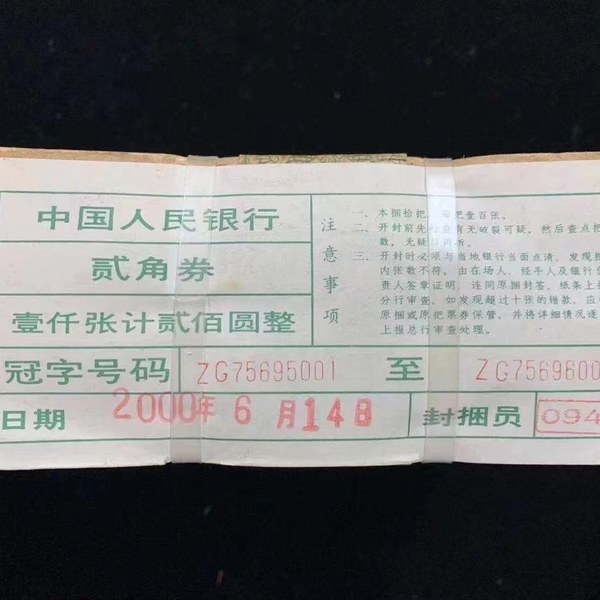 中国人民银行
贰角券
壹仟张计贰佰圆整
注意事项
一、本捆拾把 把壹百张。
二、开封前先 有无破裂可疑，然后查点把
数，无疑 开拆。
三、开封时必须与当地银行当面点清，发现捆
内张数不符，由在场人、经手人及银行
责人签章证明，连同原捆封签、纸条上报
分行审查。如发现超过十张的错款，应
原捆或原把票券保管，并将详细情况逐
上报总行审查处理。
冠字号码 ZG75695001 至 ZG7569600
日期 2000年 6 月14日 封捆员 094